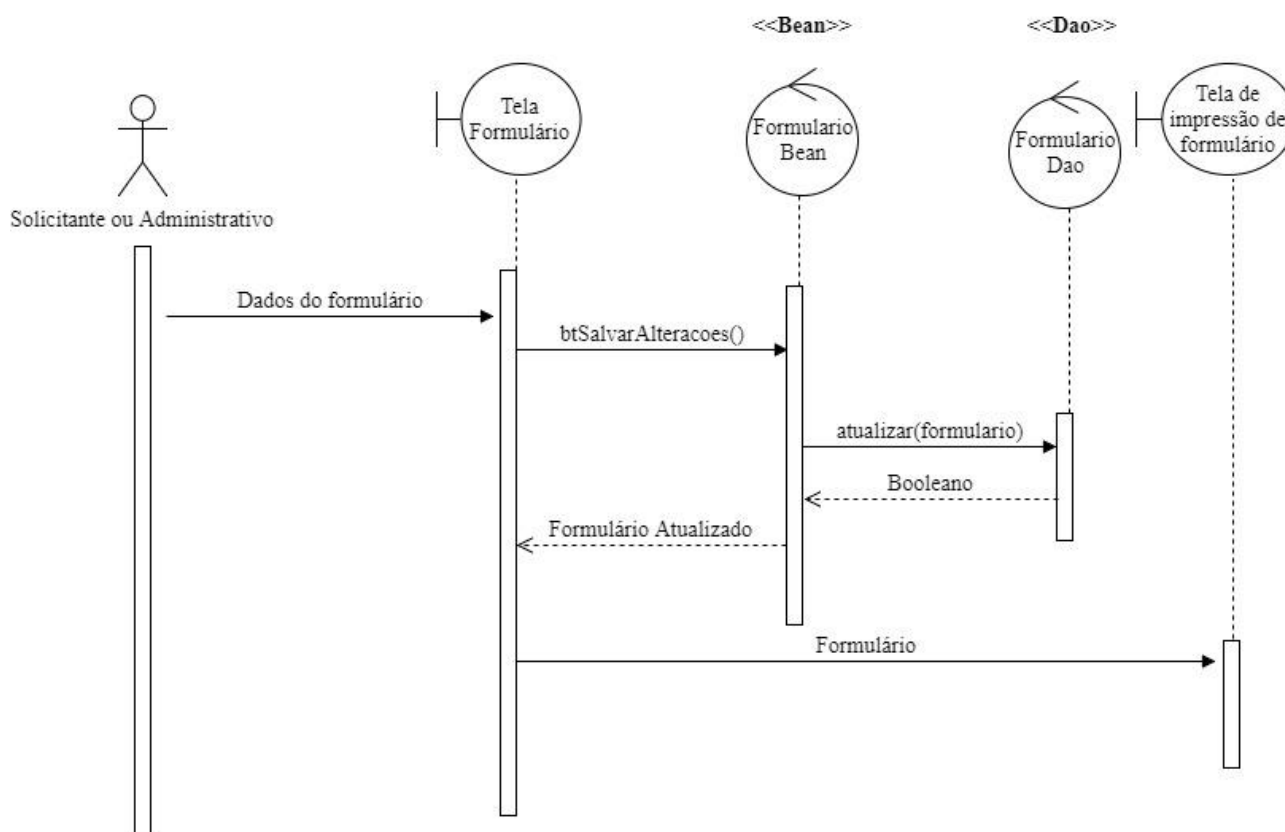 <<Bean>>
<<Dao>>
Tela
Formulário
Formulario
Bean
Formulario
Dao
Tela de
impressão de
formulário
Solicitante ou Administrativo
Dados do formulário
btSalvarAlteracoes()
atualizar(formulario)
Booleano
Formulário Atualizado
Formulário